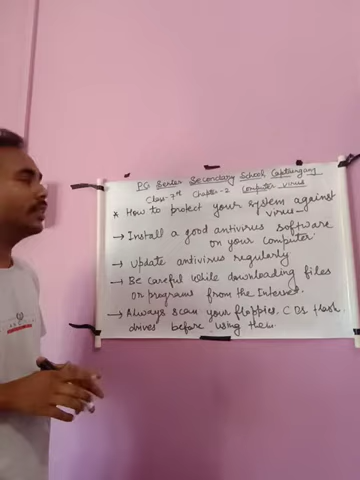 PG Senior Secondary School Captanganj
Class-7th Chapter-2 Computer virus
* How to protect your system against
virus-
→ Install a good antivirus software
on your computer.
→ Update antivirus regularly
→ Be careful while downloading files
or programs from the Internet.
→ Always scan your floppies, CDs flash
drives before using them.